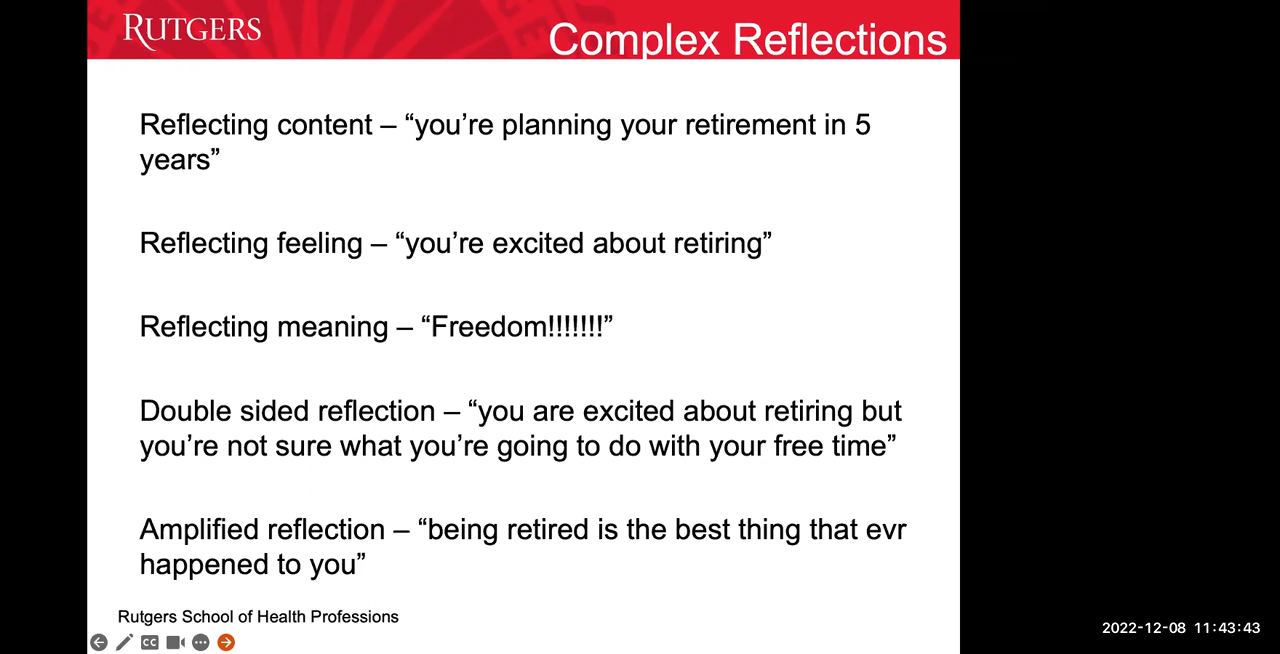 RUTGERS
Complex Reflections
Reflecting content – “you’re planning your retirement in 5
years”
Reflecting feeling – “you’re excited about retiring”
Reflecting meaning – “Freedom!!!!!!!”
Double sided reflection – “you are excited about retiring but
you’re not sure what you’re going to do with your free time”
Amplified reflection – “being retired is the best thing that evr
happened to you”
Rutgers School of Health Professions
CC
2022-12-08 11:43:43